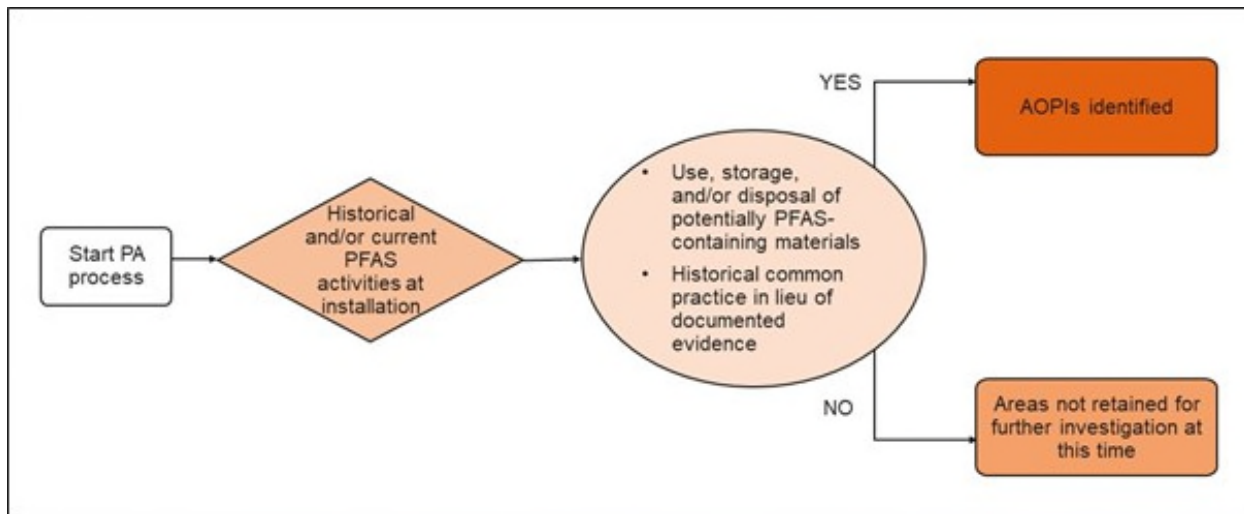 Start PA
process
Historical
and/or current
PFAS
activities at
installation
• Use, storage,
and/or disposal of
potentially PFAS-
containing materials
• Historical common
practice in lieu of
documented
evidence
YES
AOPIs identified
NO
Areas not retained for
further investigation at
this time